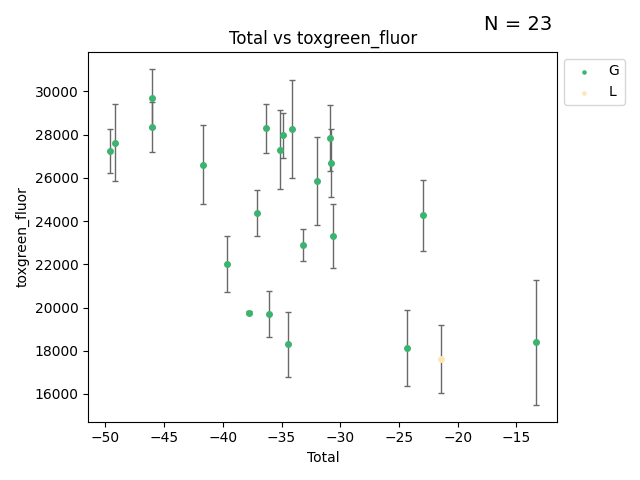 N = 23
Total vs toxgreen_fluor
G
L
toxgreen_fluor
30000
28000
26000
24000
22000
20000
18000
16000
−50 −45 −40 −35 −30 −25 −20 −15
Total